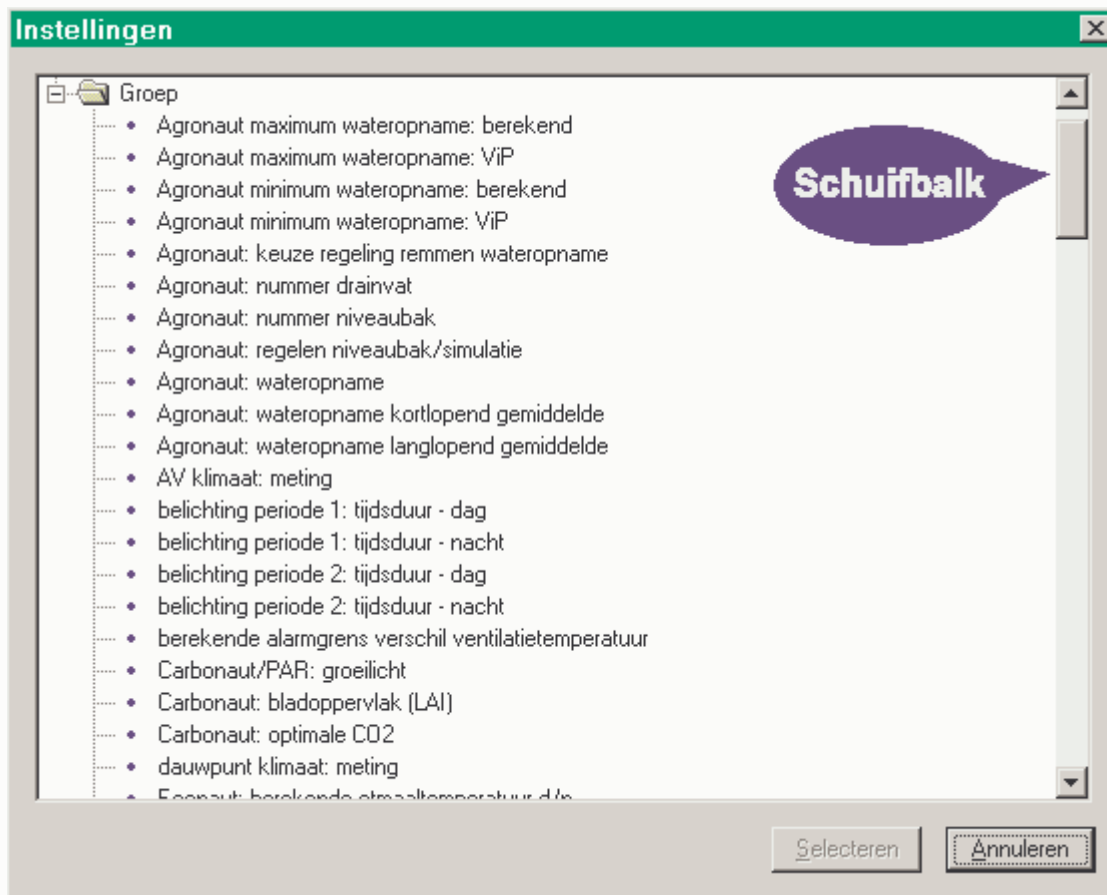 Instellingen
Groep
Agronaut maximum wateropname: berekend
Agronaut maximum wateropname: ViP
Agronaut minimum wateropname: berekend
Agronaut minimum wateropname: ViP
Agronaut: keuze regeling remmen wateropname
Agronaut: nummer drainvat
Agronaut: nummer niveaubak
Agronaut: regelen niveaubak/simulatie
Agronaut: wateropname
Agronaut: wateropname kortlopend gemiddelde
Agronaut: wateropname langlopend gemiddelde
AV klimaat: meting
belichting periode 1: tijdsduur - dag
belichting periode 1: tijdsduur - nacht
belichting periode 2: tijdsduur - dag
belichting periode 2: tijdsduur - nacht
berekende alarmgrens verschil ventilatietemperatuur
Carbonaut/PAR: groeilicht
Carbonaut: bladoppervlak (LAI)
Carbonaut: optimale CO2
dauwpunt klimaat: meting
berekende etmaaltemperatuur d/n
Schuifbalk
Selecteren
Annuleren